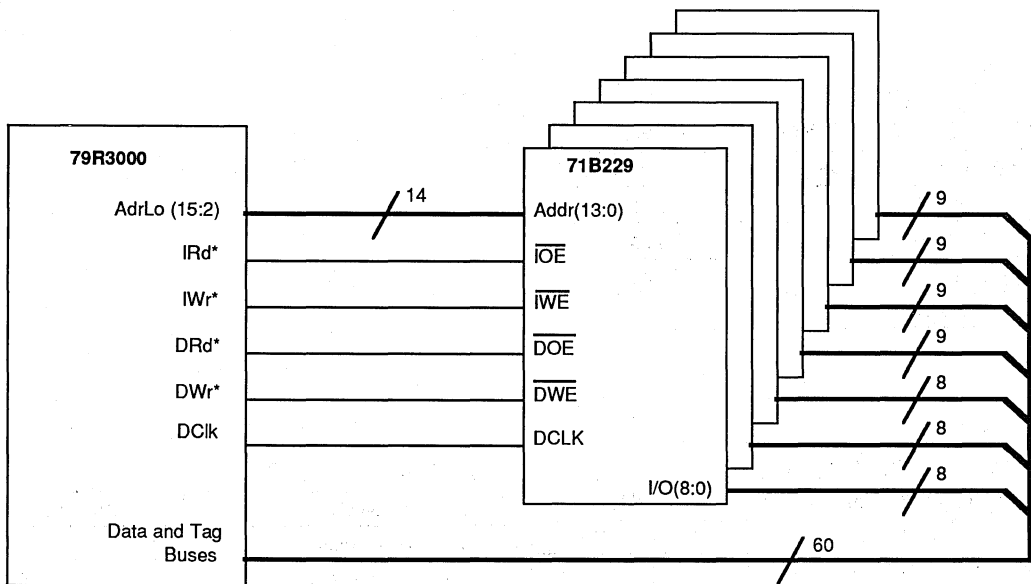 79R3000
AdrLo (15:2)
IRd*
IWr*
DRd*
DWr*
DClk
Data and Tag
Buses
14
71B229
Addr(13:0)
IOE
IWE
DOE
DWE
DCLK
I/O(8:0)
9
9
9
9
8
8
8
60